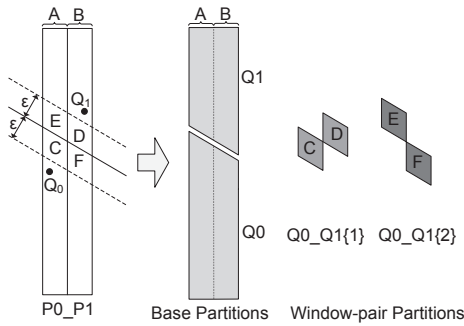 A B
A B
Q1
Q1
ε
ε
E
D
C
F
Q0
E
D
C
F
Q0
Q0_Q1{1} Q0_Q1{2}
P0_P1
Base Partitions Window-pair Partitions